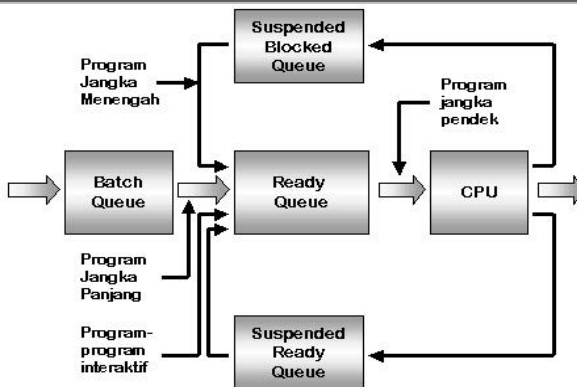 Suspended
Blocked
Queue
Program
Jangka
Menengah
Program
jangka
pendek
Batch
Queue
Ready
Queue
CPU
Program
Jangka
Panjang
Program-
program
interaktif
Suspended
Ready
Queue